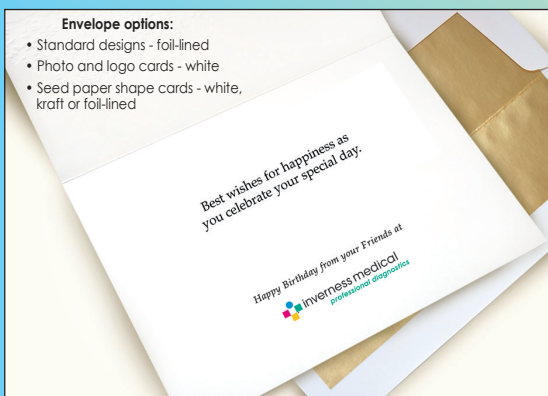 Envelope options:
• Standard designs - foil-lined
• Photo and logo cards - white
• Seed paper shape cards - white,
kraft or foil-lined
Best wishes for happiness as
you celebrate your special day.
Happy Birthday from your Friends at
inverness medical
professional diagnostics